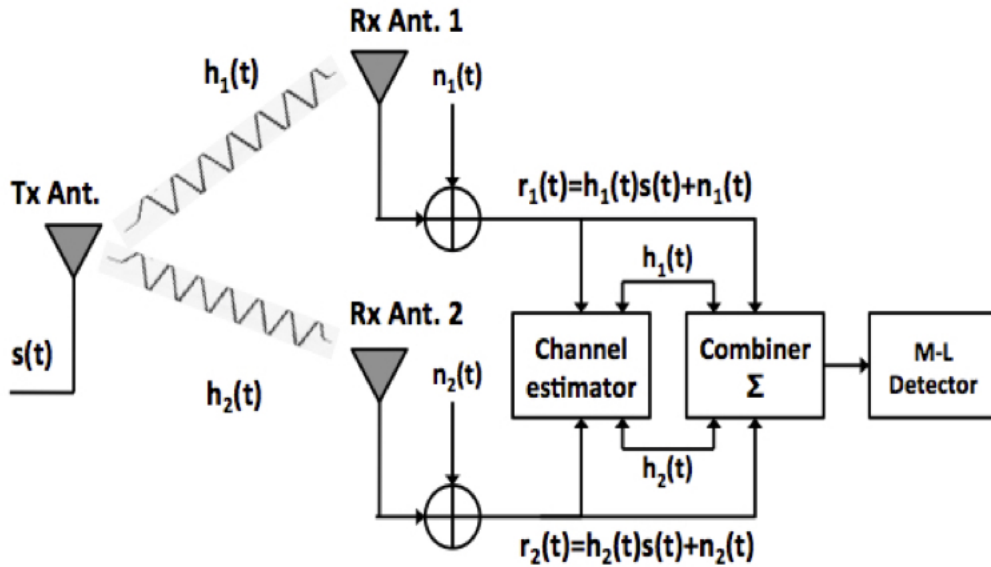 Rx Ant. 1
h₁(t)
n₁(t)
Tx Ant.
r₁(t)=h₁(t)s(t)+n₁(t)
h₁(t)
Rx Ant. 2
s(t)
Channel
estimator
Combiner
Σ
M-L
Detector
n₂(t)
h₂(t)
h₂(t)
r₂(t)=h₂(t)s(t)+n₂(t)